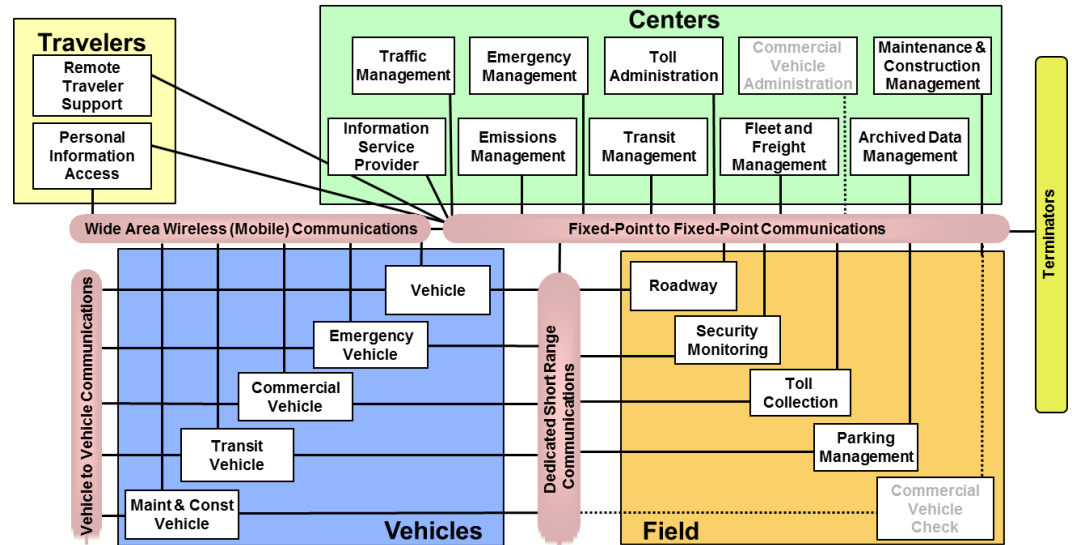 Travelers
Remote
Traveler
Support
Personal
Information
Access
Centers
Traffic
Management
Emergency
Management
Toll
Administration
Commercial
Vehicle
Administration
Maintenance &
Construction
Management
Information
Service
Provider
Emissions
Management
Transit
Management
Fleet and
Freight
Management
Archived Data
Management
Wide Area Wireless (Mobile) Communications
Fixed-Point to Fixed-Point Communications
Terminators
Vehicle to Vehicle Communications
Vehicle
Emergency
Vehicle
Commercial
Vehicle
Transit
Vehicle
Maint & Const
Vehicle
Vehicles
Dedicated Short Range
Communications
Roadway
Security
Monitoring
Toll
Collection
Parking
Management
Commercial
Vehicle
Check
Field